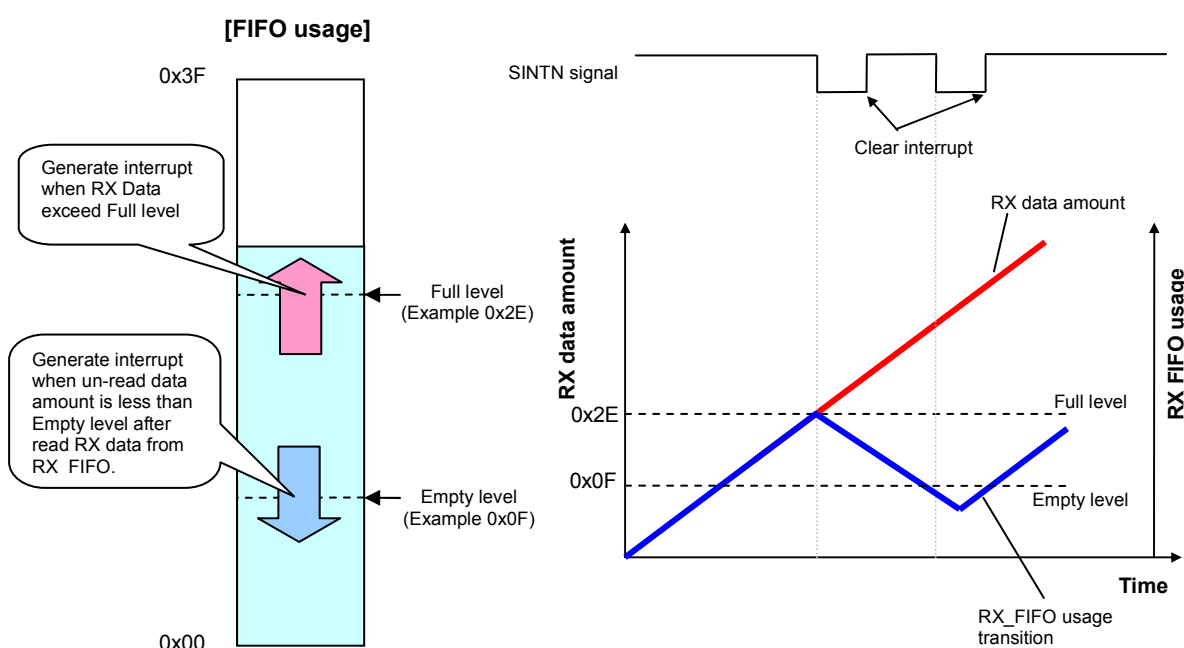 [FIFO usage]
0x3F
Generate interrupt
when RX Data
exceed Full level
Full level
(Example 0x2E)
Generate interrupt
when un-read data
amount is less than
Empty level after
read RX data from
RX FIFO.
Empty level
(Example 0x0F)
0x00
SINTN signal
Clear interrupt
RX data amount
RX data amount
RX FIFO usage
0x2E
Full level
0x0F
Empty level
Time
RX_FIFO usage
transition